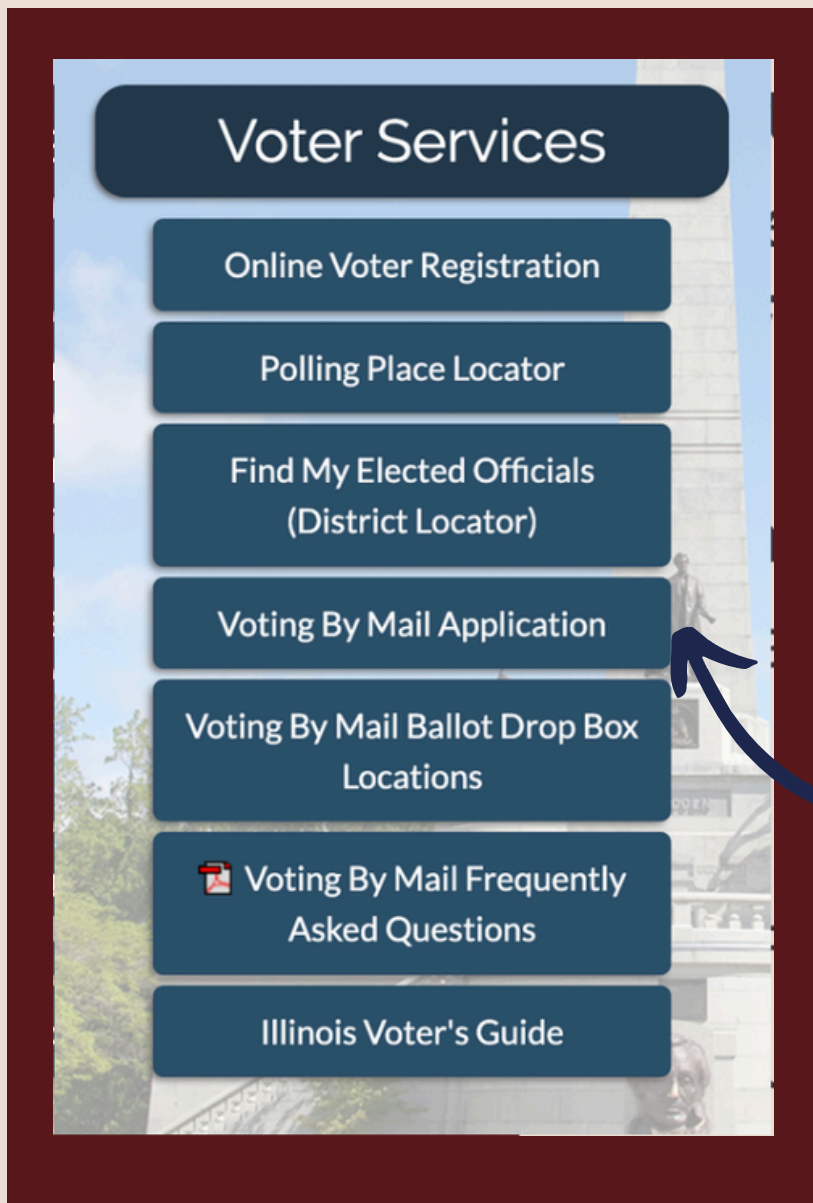 Voter Services
Online Voter Registration
Polling Place Locator
Find My Elected Officials
(District Locator)
Voting By Mail Application
Voting By Mail Ballot Drop Box
Locations
Voting By Mail Frequently
Asked Questions
Illinois Voter's Guide